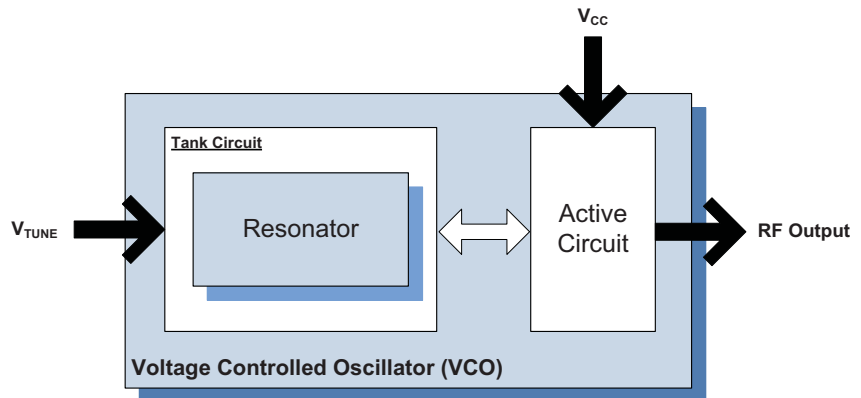 VCC
Tank Circuit
Resonator
VTUNE
Active
Circuit
RF Output
Voltage Controlled Oscillator (VCO)